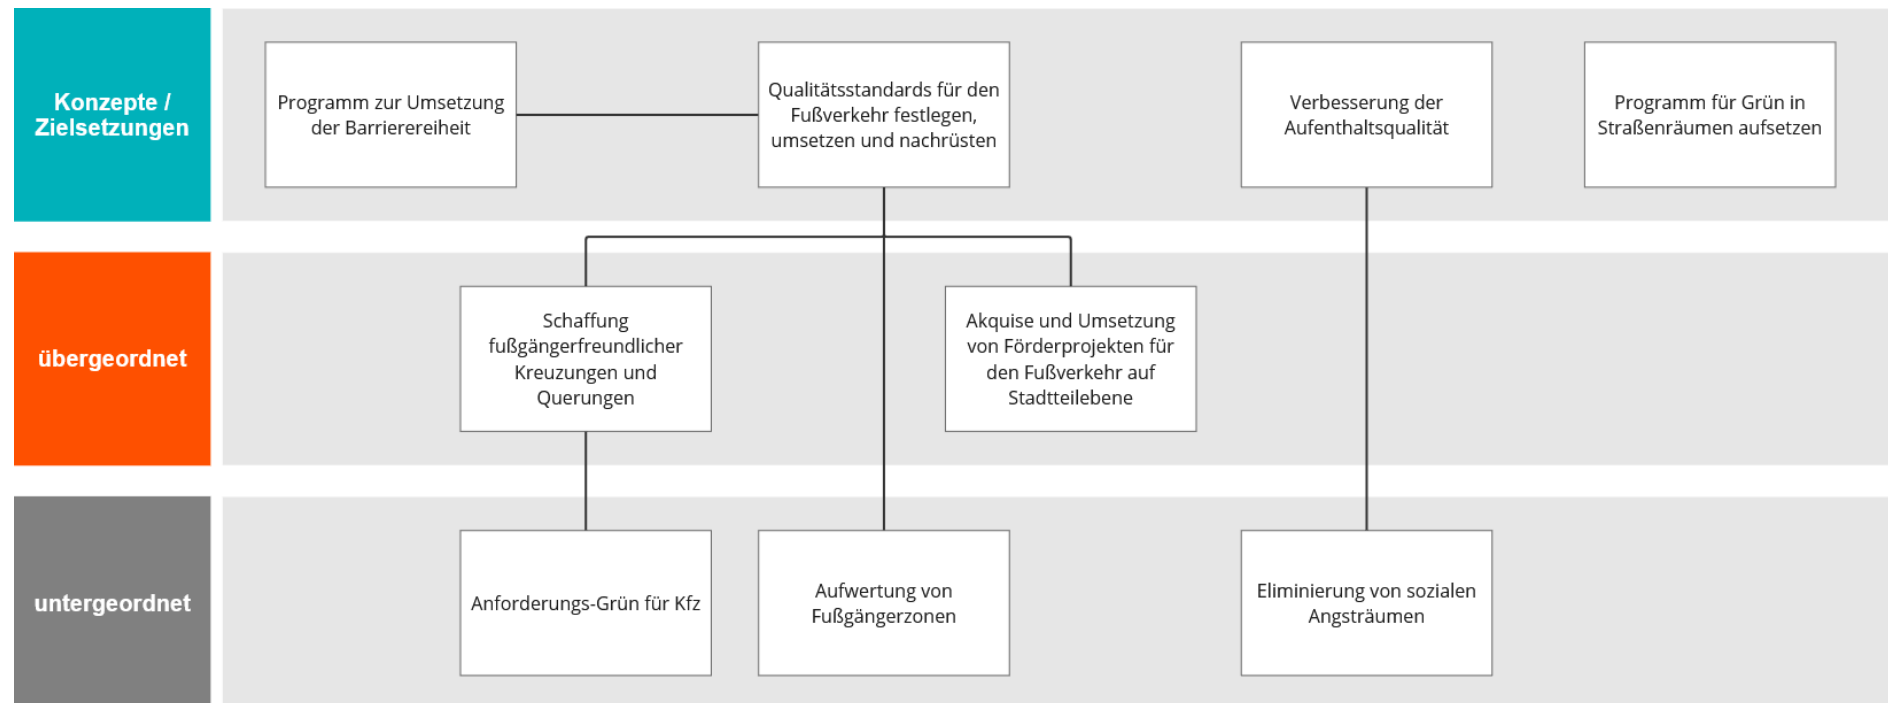 Konzepte /
Zielsetzungen
Programm zur Umsetzung
der Barrierereiheit
Qualitätsstandards für den
Fußverkehr festlegen,
umsetzen und nachrüsten
Verbesserung der
Aufenthaltsqualität
Programm für Grün in
Straßenräumen aufsetzen
übergeordnet
Schaffung
fußgängerfreundlicher
Kreuzungen und
Querungen
Akquise und Umsetzung
von Förderprojekten für
den Fußverkehr auf
Stadtteilebene
untergeordnet
Anforderungs-Grün für Kfz
Aufwertung von
Fußgängerzonen
Eliminierung von sozialen
Angsträumen